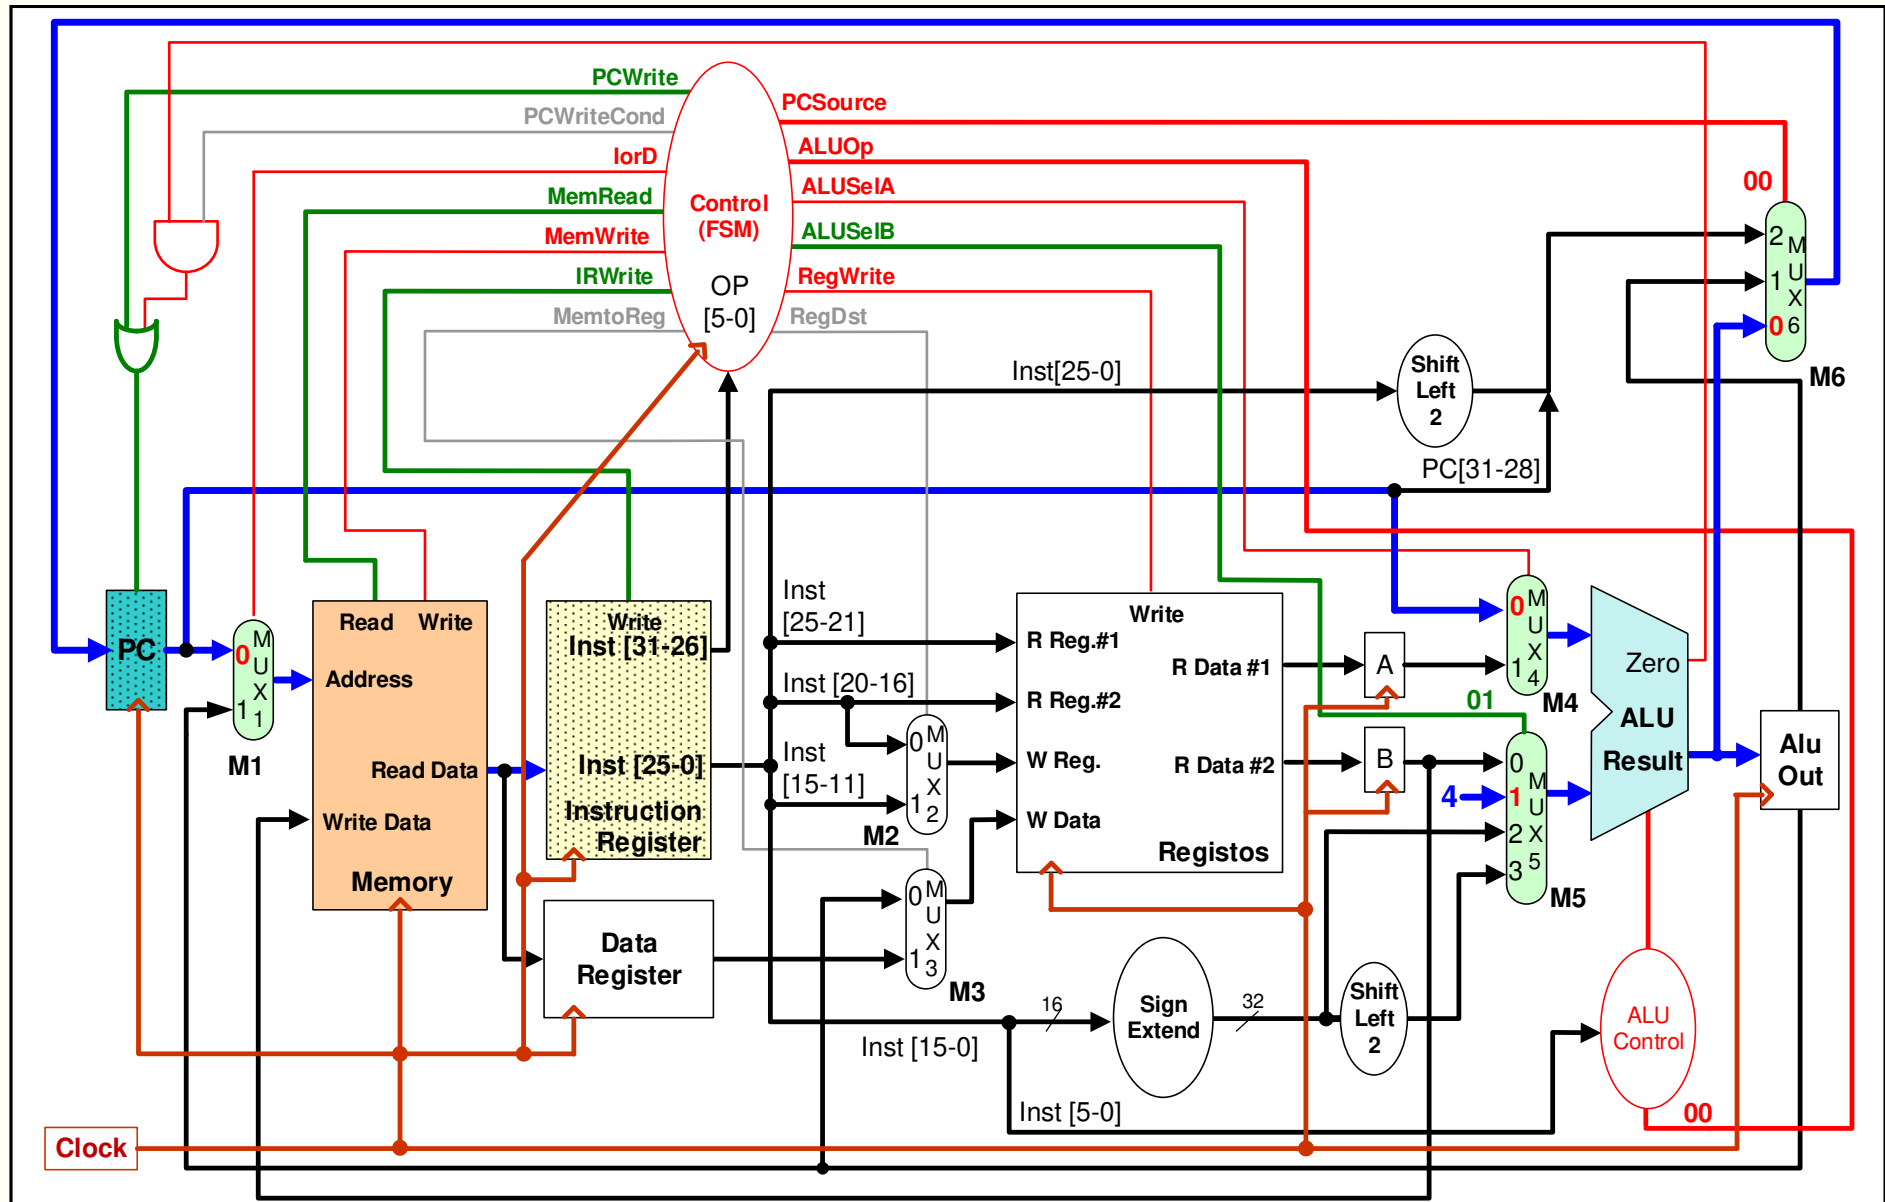 PCWrite
PCWriteCond
IorD
MemRead
MemWrite
IRWrite
MemtoReg
Control
(FSM)
OP
[5-0]
PCSource
ALUOp
ALUSelA
ALUSelB
RegWrite
RegDst
00
2
1
0
M
U
X
6
M6
Inst[25-0]
Shift
Left
2
PC[31-28]
PC
0
1
M
U
X
1
M1
Read Write
Address
Read Data
Write Data
Memory
Write
Inst [31-26]
Inst [25-0]
Instruction
Register
Data
Register
Inst
[25-21]
Inst [20-16]
Inst
[15-11]
0
1
M
U
X
2
M2
0
1
M
U
X
3
M3
Write
R Reg.#1
R Data #1
R Reg.#2
W Reg.
R Data #2
W Data
Registos
A
B
01
4
0
1
M
U
X
4
M4
0
1
2
3
M
U
X
5
M5
Zero
ALU
Result
Alu
Out
16
Sign
Extend
32
Shift
Left
2
ALU
Control
Inst [15-0]
Inst [5-0]
00
Clock